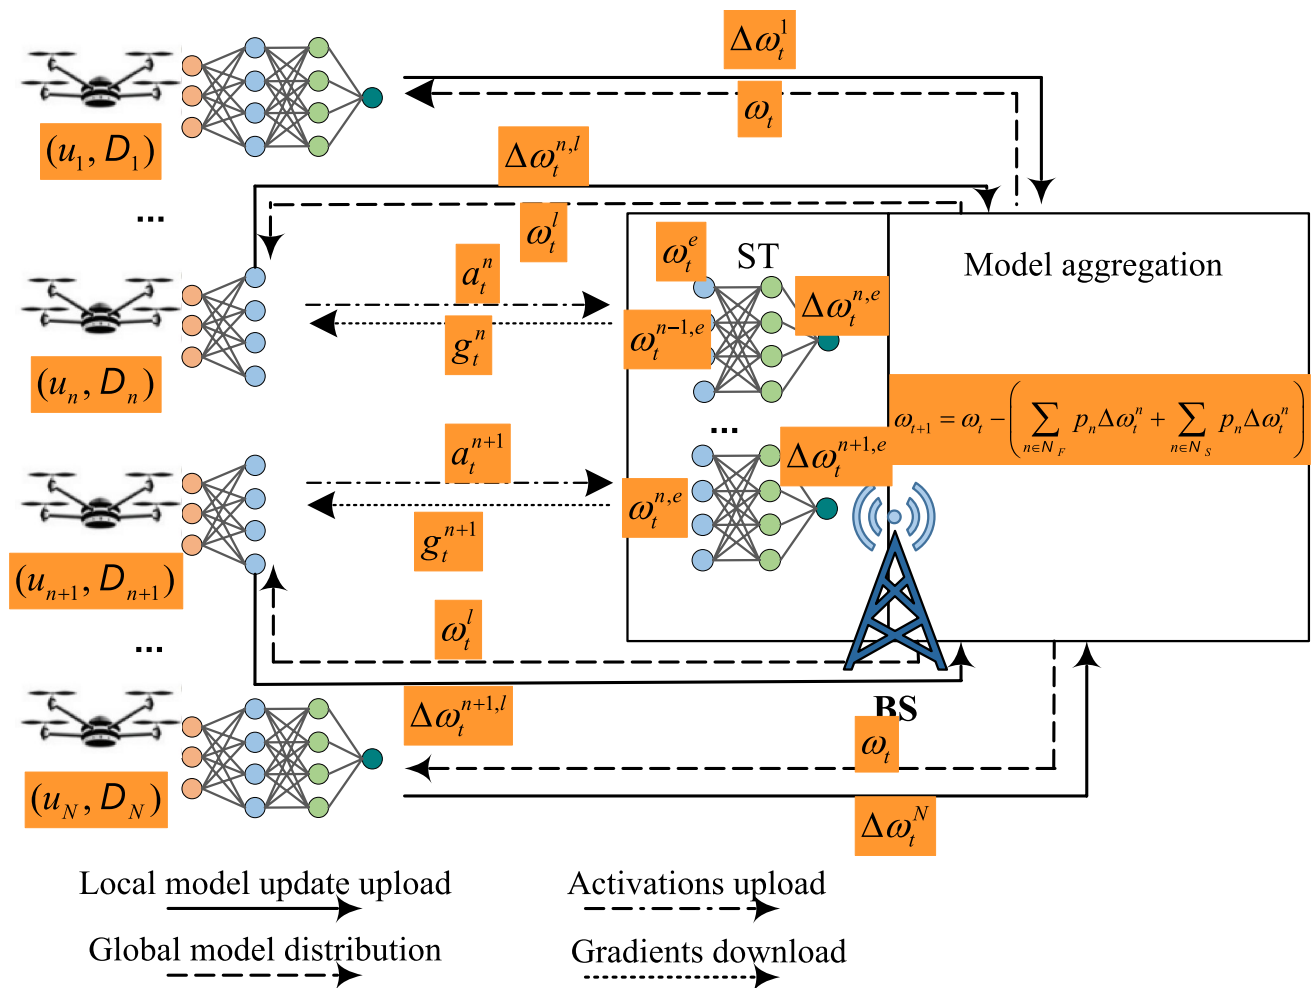 Δω_t^1
ω_t
(u_1, D_1)
Δω_t^{n,l}
...
ω_t^l
ω_t^e
ST
Model aggregation
a_t^n
Δω_t^{n,e}
ω_t^{n-1,e}
g_t^n
(u_n, D_n)
ω_{t+1} = ω_t − (∑_{n∈N_F} p_n Δω_t^n + ∑_{n∈N_S} p_n Δω_t^n)
...
a_t^{n+1}
Δω_t^{n+1,e}
ω_t^{n,e}
g_t^{n+1}
(u_{n+1}, D_{n+1})
ω_t^l
...
Δω_t^{n+1,l}
BS
ω_t
(u_N, D_N)
Δω_t^N
Local model update upload
Activations upload
Global model distribution
Gradients download